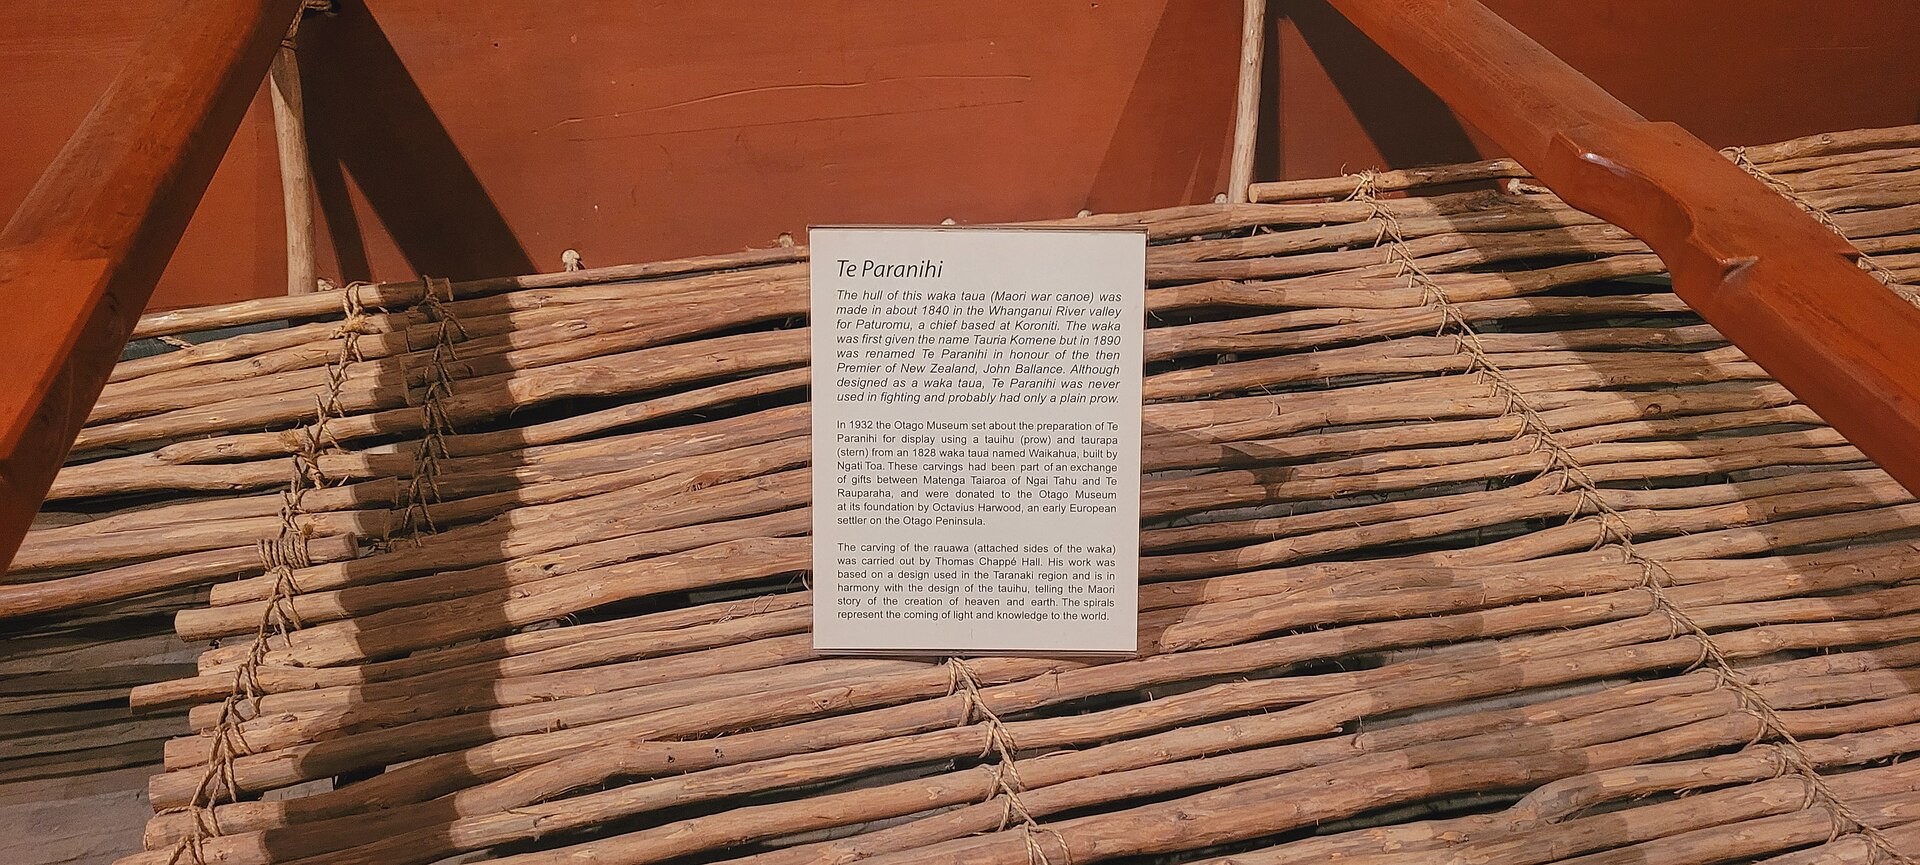 Te Paranihi
The hull of this waka taua (Maori war canoe) was
made in about 1840 in the Whanganui River valley
for Paturomu, a chief based at Koroniti. The waka
was first given the name Tauria Komene but in 1890
was renamed Te Paranihi in honour of the then
Premier of New Zealand, John Ballance. Although
designed as a waka taua, Te Paranihi was never
used in fighting and probably had only a plain prow.
In 1932 the Otago Museum set about the preparation of Te
Paranihi for display using a tauihu (prow) and taurapa
(stern) from an 1828 waka taua named Waikahua, built by
Ngati Toa. These carvings had been part of an exchange
of gifts between Matenga Taiaroa of Ngai Tahu and Te
Rauparaha, and were donated to the Otago Museum
at its foundation by Octavius Harwood, an early European
settler on the Otago Peninsula.
The carving of the rauawa (attached sides of the waka)
was carried out by Thomas Chappé Hall. His work was
based on a design used in the Taranaki region and is in
harmony with the design of the tauihu, telling the Maori
story of the creation of heaven and earth. The spirals
represent the coming of light and knowledge to the world.